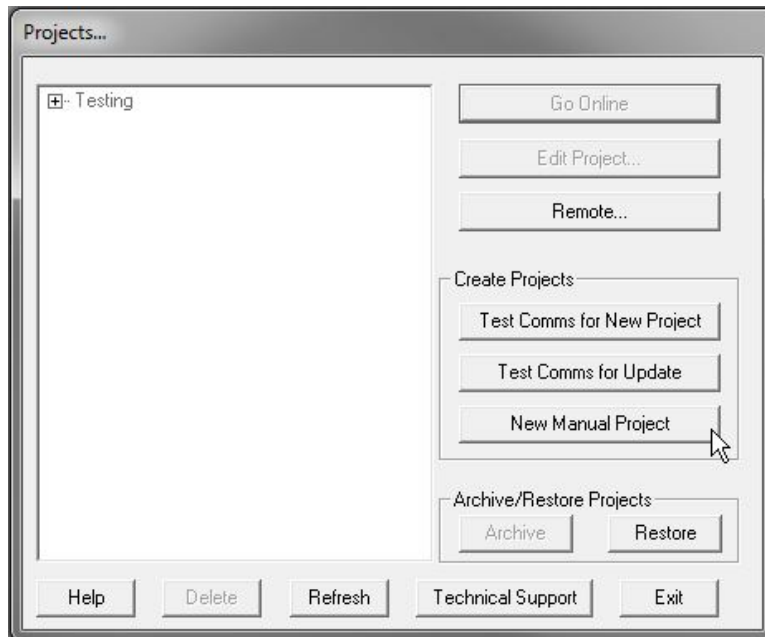 Projects...
Testing
Go Online
Edit Project...
Remote...
Create Projects
Test Comms for New Project
Test Comms for Update
New Manual Project
Archive/Restore Projects
Archive
Restore
Help
Delete
Refresh
Technical Support
Exit